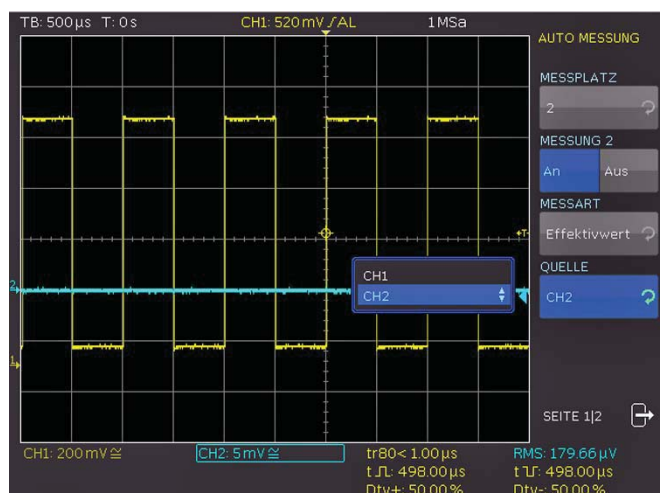 TB: 500µs T: 0s CH1: 520mV AL 1MSa
AUTO MESSUNG
MESSPLATZ
2
MESSUNG 2
An Aus
MESSART
Effektivwert
QUELLE
CH2
CH1
CH2
T
2
1
SEITE 1|2
CH1: 200mV≅ CH2: 5mV≅ tr80<1.00µs RMS: 179.66µV
t: 498.00µs t: 498.00µs
Dty+: 50.00% Dty-: 50.00%